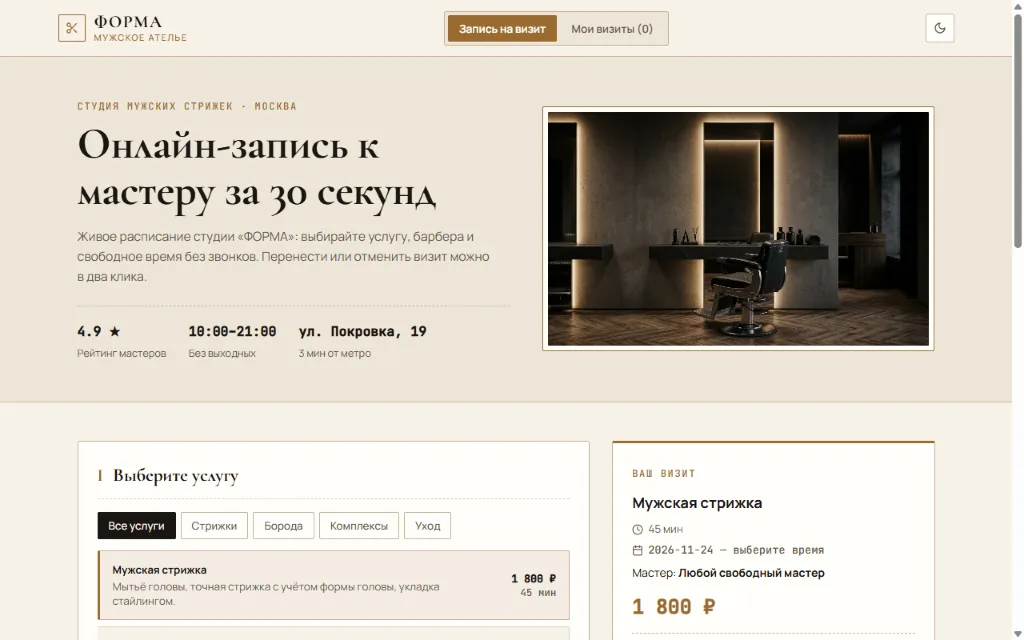 ФОРМА
МУЖСКОЕ АТЕЛЬЕ
Запись на визит
Мои визиты (0)
СТУДИЯ МУЖСКИХ СТРИЖЕК · МОСКВА
Онлайн-запись к
мастеру за 30 секунд
Живое расписание студии «ФОРМА»: выбирайте услугу, барбера и
свободное время без звонков. Перенести или отменить визит можно
в два клика.
4.9 ★
Рейтинг мастеров
10:00–21:00
Без выходных
ул. Покровка, 19
3 мин от метро
I Выберите услугу
Все услуги
Стрижки
Борода
Комплексы
Уход
Мужская стрижка
Мытьё головы, точная стрижка с учётом формы головы, укладка
стайлингом.
1 800 ₽
45 мин
ВАШ ВИЗИТ
Мужская стрижка
45 мин
2026-11-24 — выберите время
Мастер: Любой свободный мастер
1 800 ₽